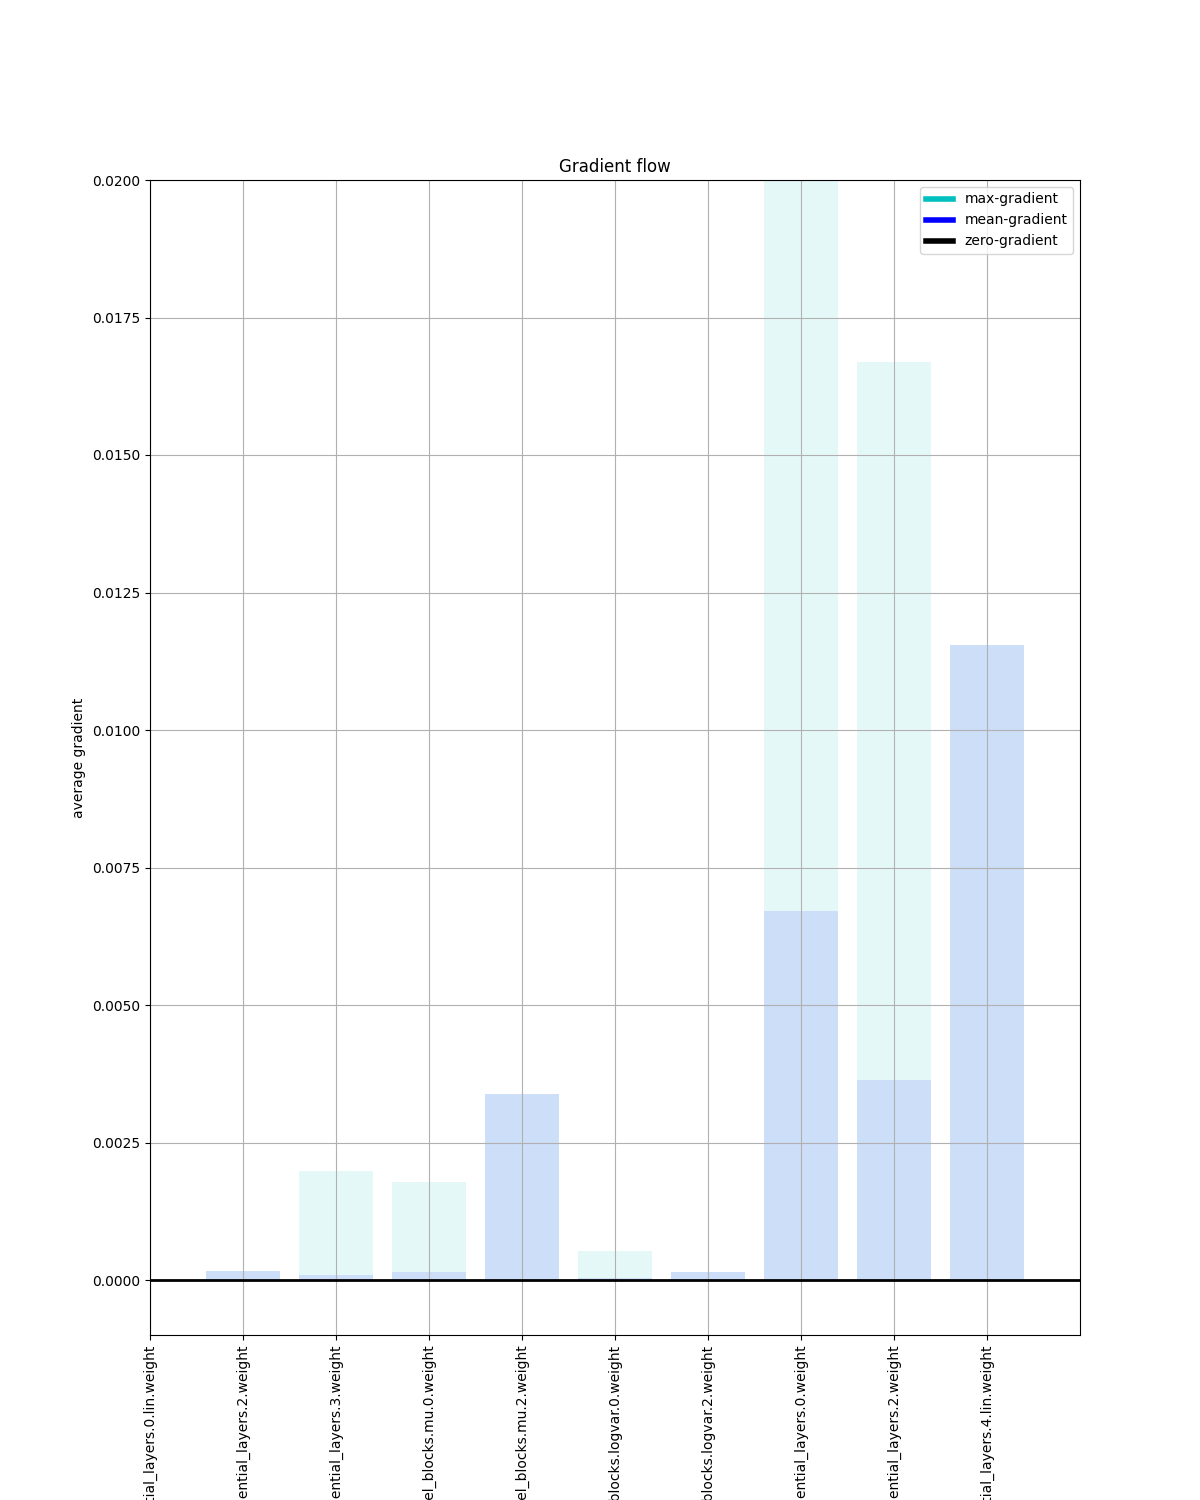 Gradient flow
max-gradient
mean-gradient
zero-gradient
0.0200
0.0175
0.0150
0.0125
0.0100
0.0075
0.0050
0.0025
0.0000
average gradient
tial_layers.0.lin.weight
ential_layers.2.weight
ential_layers.3.weight
el_blocks.mu.0.weight
el_blocks.mu.2.weight
blocks.logvar.0.weight
blocks.logvar.2.weight
ential_layers.0.weight
ential_layers.2.weight
tial_layers.4.lin.weight